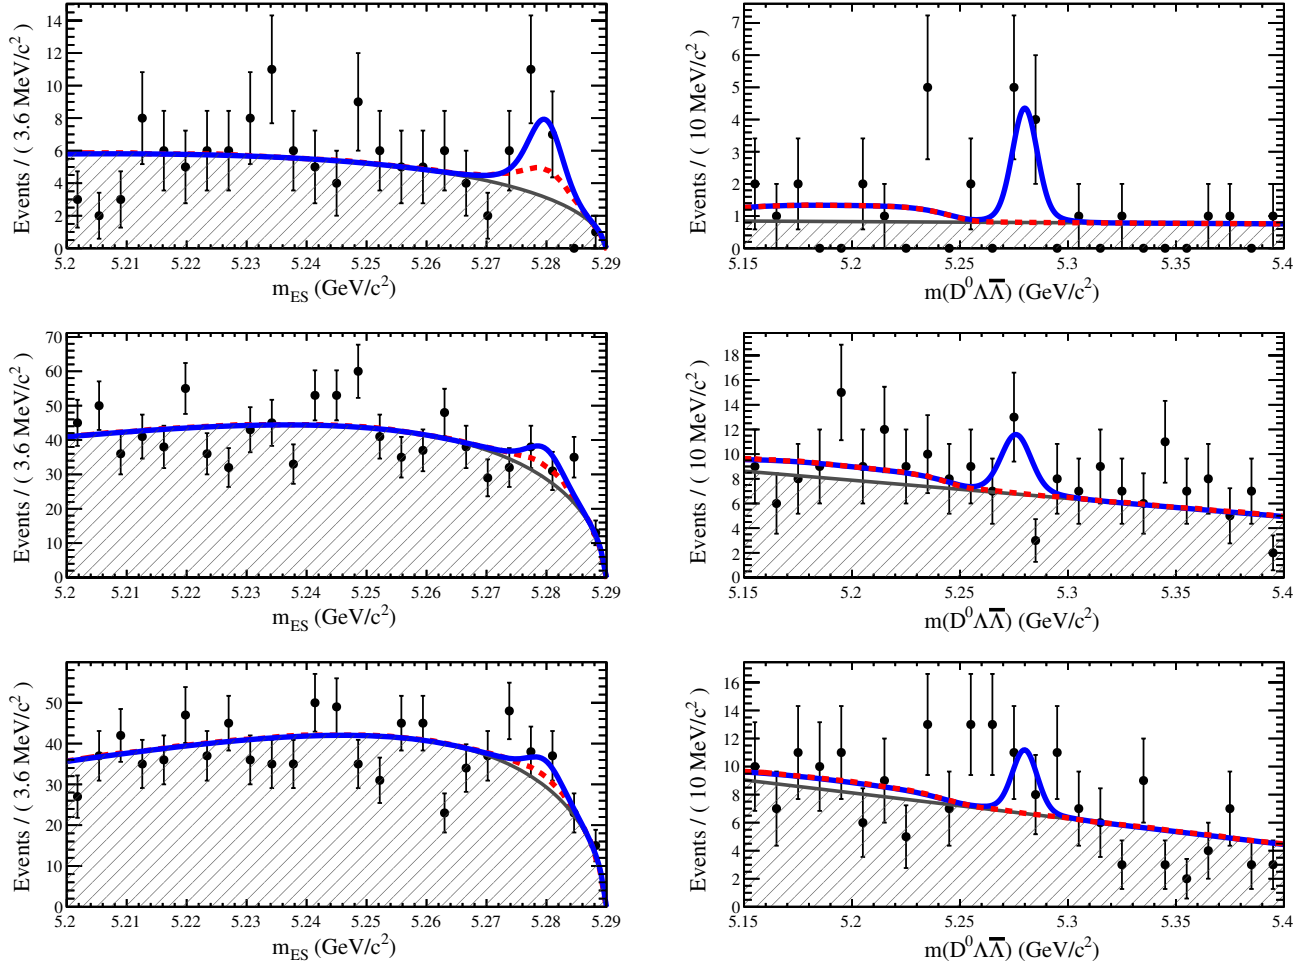 14
12
10
8
6
4
2
0
Events / ( 3.6 MeV/c²)
5.2 5.21 5.22 5.23 5.24 5.25 5.26 5.27 5.28 5.29
m_ES (GeV/c²)
7
6
5
4
3
2
1
0
Events / ( 10 MeV/c²)
5.15 5.2 5.25 5.3 5.35 5.4
m(D⁰ΛΛ̅) (GeV/c²)
70
60
50
40
30
20
10
0
Events / ( 3.6 MeV/c²)
5.2 5.21 5.22 5.23 5.24 5.25 5.26 5.27 5.28 5.29
m_ES (GeV/c²)
18
16
14
12
10
8
6
4
2
0
Events / ( 10 MeV/c²)
5.15 5.2 5.25 5.3 5.35 5.4
m(D⁰ΛΛ̅) (GeV/c²)
50
40
30
20
10
0
Events / ( 3.6 MeV/c²)
5.2 5.21 5.22 5.23 5.24 5.25 5.26 5.27 5.28 5.29
m_ES (GeV/c²)
16
14
12
10
8
6
4
2
0
Events / ( 10 MeV/c²)
5.15 5.2 5.25 5.3 5.35 5.4
m(D⁰ΛΛ̅) (GeV/c²)